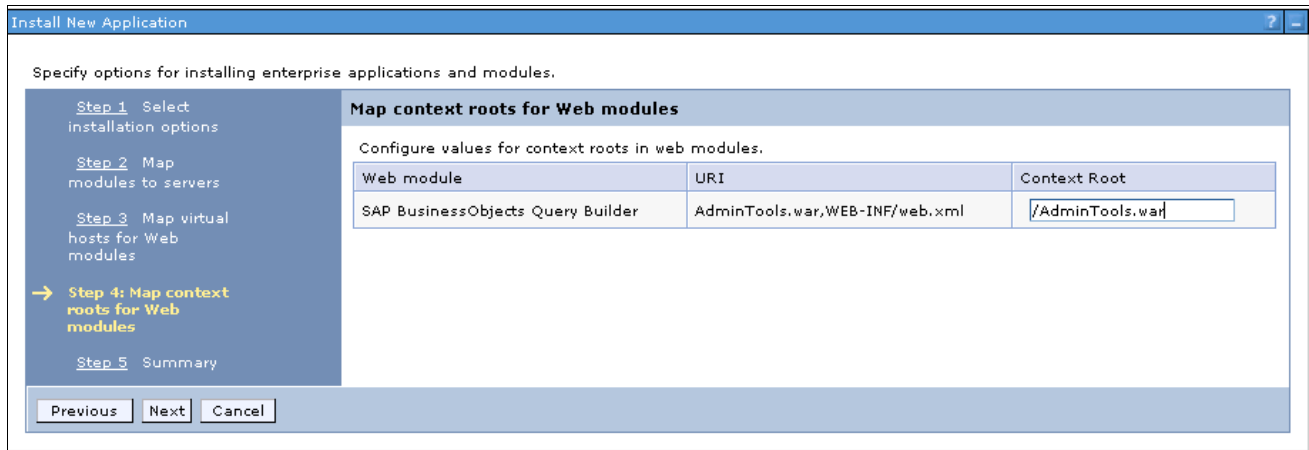 Install New Application
?
Specify options for installing enterprise applications and modules.
Step 1 Select
installation options
Step 2 Map
modules to servers
Step 3 Map virtual
hosts for Web
modules
Step 4: Map context
roots for Web
modules
Step 5 Summary
Map context roots for Web modules
Configure values for context roots in web modules.
Web module URI Context Root
SAP BusinessObjects Query Builder AdminTools.war,WEB-INF/web.xml /AdminTools.war
Previous Next Cancel